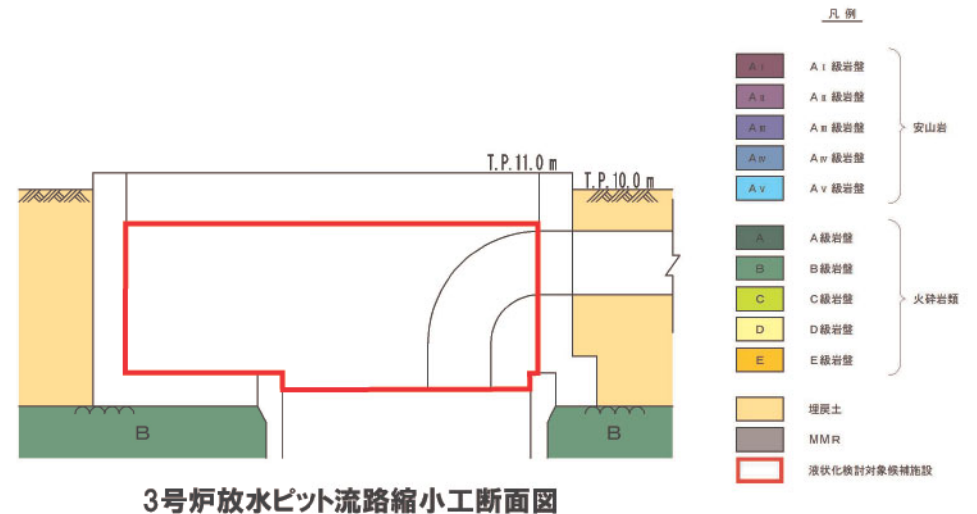 凡例
AⅠ
AⅠ級岩盤
AⅡ
AⅡ級岩盤
AⅢ
AⅢ級岩盤
安山岩
AⅣ
AⅣ級岩盤
AⅤ
AⅤ級岩盤
A
A級岩盤
B
B級岩盤
C
C級岩盤
火砕岩類
D
D級岩盤
E
E級岩盤
埋戻土
MMR
液状化検討対象候補施設
T.P.11.0 m
T.P.10.0 m
B
B
3号炉放水ピット流路縮小工断面図